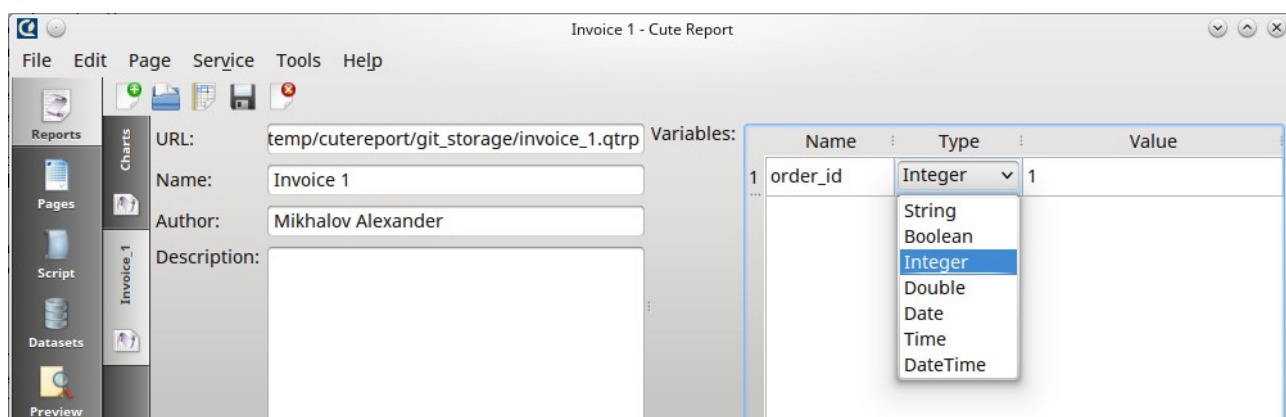 Invoice 1 - Cute Report
File Edit Page Service Tools Help
Reports
Pages
Script
Datasets
Preview
Charts
Invoice_1
URL: temp/cutereport/git_storage/invoice_1.qtrp
Name: Invoice 1
Author: Mikhalov Alexander
Description:
Variables:
Name Type Value
1 order_id Integer 1
String
Boolean
Integer
Double
Date
Time
DateTime